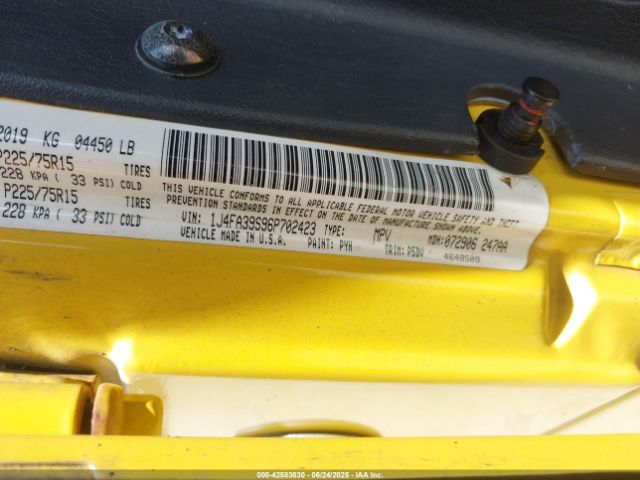 2019 KG 04450 LB
P225/75R15 TIRES
228 KPA ( 33 PSI) COLD
P225/75R15 TIRES
228 KPA ( 33 PSI) COLD
THIS VEHICLE CONFORMS TO ALL APPLICABLE FEDERAL MOTOR VEHICLE SAFETY AND THEFT
PREVENTION STANDARDS IN EFFECT ON THE DATE OF MANUFACTURE SHOWN ABOVE.
VIN: 1J4FA39S96P702423 TYPE: MPV MDH: 072906 247AA
VEHICLE MADE IN U.S.A. PAINT: PYH TRIM: P5DV 4648509
000-42583830 - 06/24/2025 - IAA Inc.